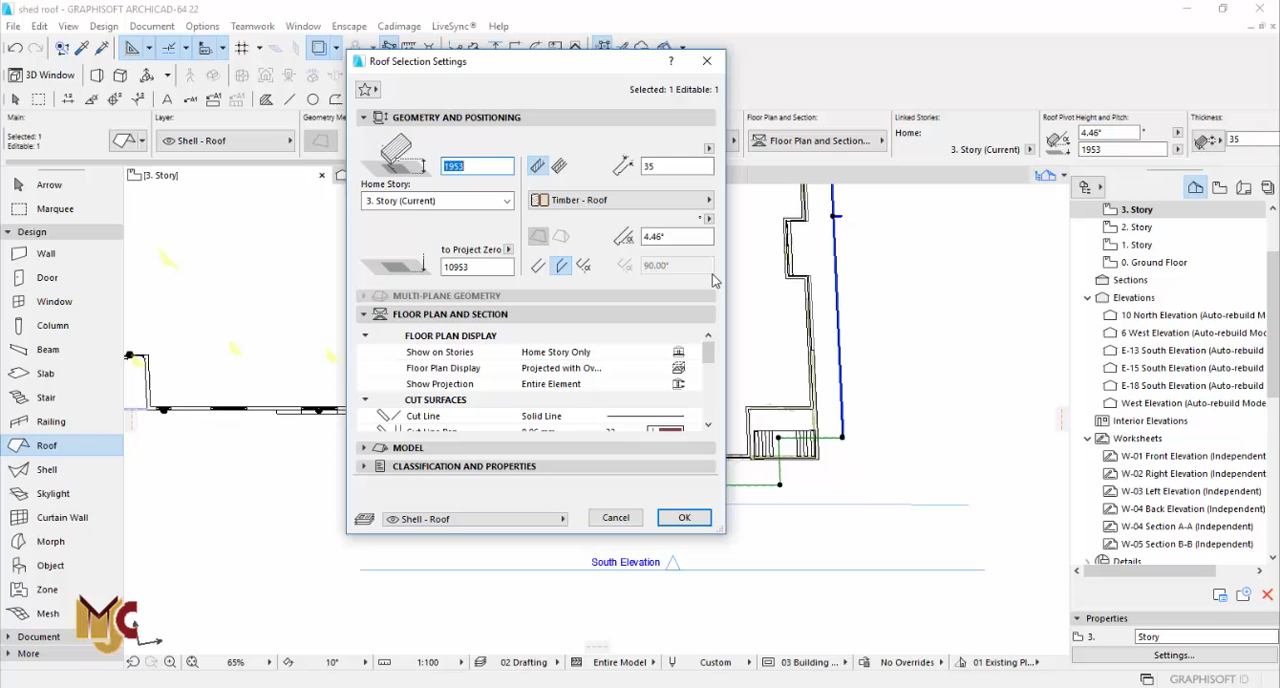 shed roof - GRAPHISOFT ARCHICAD-64 22
File Edit View Design Document Options Teamwork Window Enscape Cadimage LiveSync® Help
3D Window
Main:
Selected: 1
Editable: 1
Layer:
Shell - Roof
Geometry Me
Floor Plan and Section:
Floor Plan and Section...
Linked Stories:
Home:
3. Story (Current)
Roof Pivot Height and Pitch:
4.46°
1953
Thickness:
35
[3. Story]
Arrow
Marquee
Design
Wall
Door
Window
Column
Beam
Slab
Stair
Railing
Roof
Shell
Skylight
Curtain Wall
Morph
Object
Zone
Mesh
Document
More
MJC
Roof Selection Settings
? 
Selected: 1 Editable: 1
GEOMETRY AND POSITIONING
1953
35
Home Story:
3. Story (Current)
Timber - Roof
°
4.46°
to Project Zero
10953
90.00°
MULTI-PLANE GEOMETRY
FLOOR PLAN AND SECTION
FLOOR PLAN DISPLAY
Show on Stories Home Story Only
Floor Plan Display Projected with Ov...
Show Projection Entire Element
CUT SURFACES
Cut Line Solid Line
MODEL
CLASSIFICATION AND PROPERTIES
Shell - Roof
Cancel
OK
South Elevation
3. Story
2. Story
1. Story
0. Ground Floor
Sections
Elevations
10 North Elevation (Auto-rebuild Mo
6 West Elevation (Auto-rebuild Mode
E-13 South Elevation (Auto-rebuild
E-15 South Elevation (Auto-rebuild
E-18 South Elevation (Auto-rebuild
West Elevation (Auto-rebuild Mode
Interior Elevations
Worksheets
W-01 Front Elevation (Independent
W-02 Right Elevation (Independent
W-03 Left Elevation (Independent)
W-04 Back Elevation (Independent
W-04 Section A-A (Independent)
W-05 Section B-B (Independent)
Details
Properties
3. Story
Settings...
65% 10° 1:100 02 Drafting Entire Model Custom 03 Building ... No Overrides 01 Existing Pl...
GRAPHISOFT ID